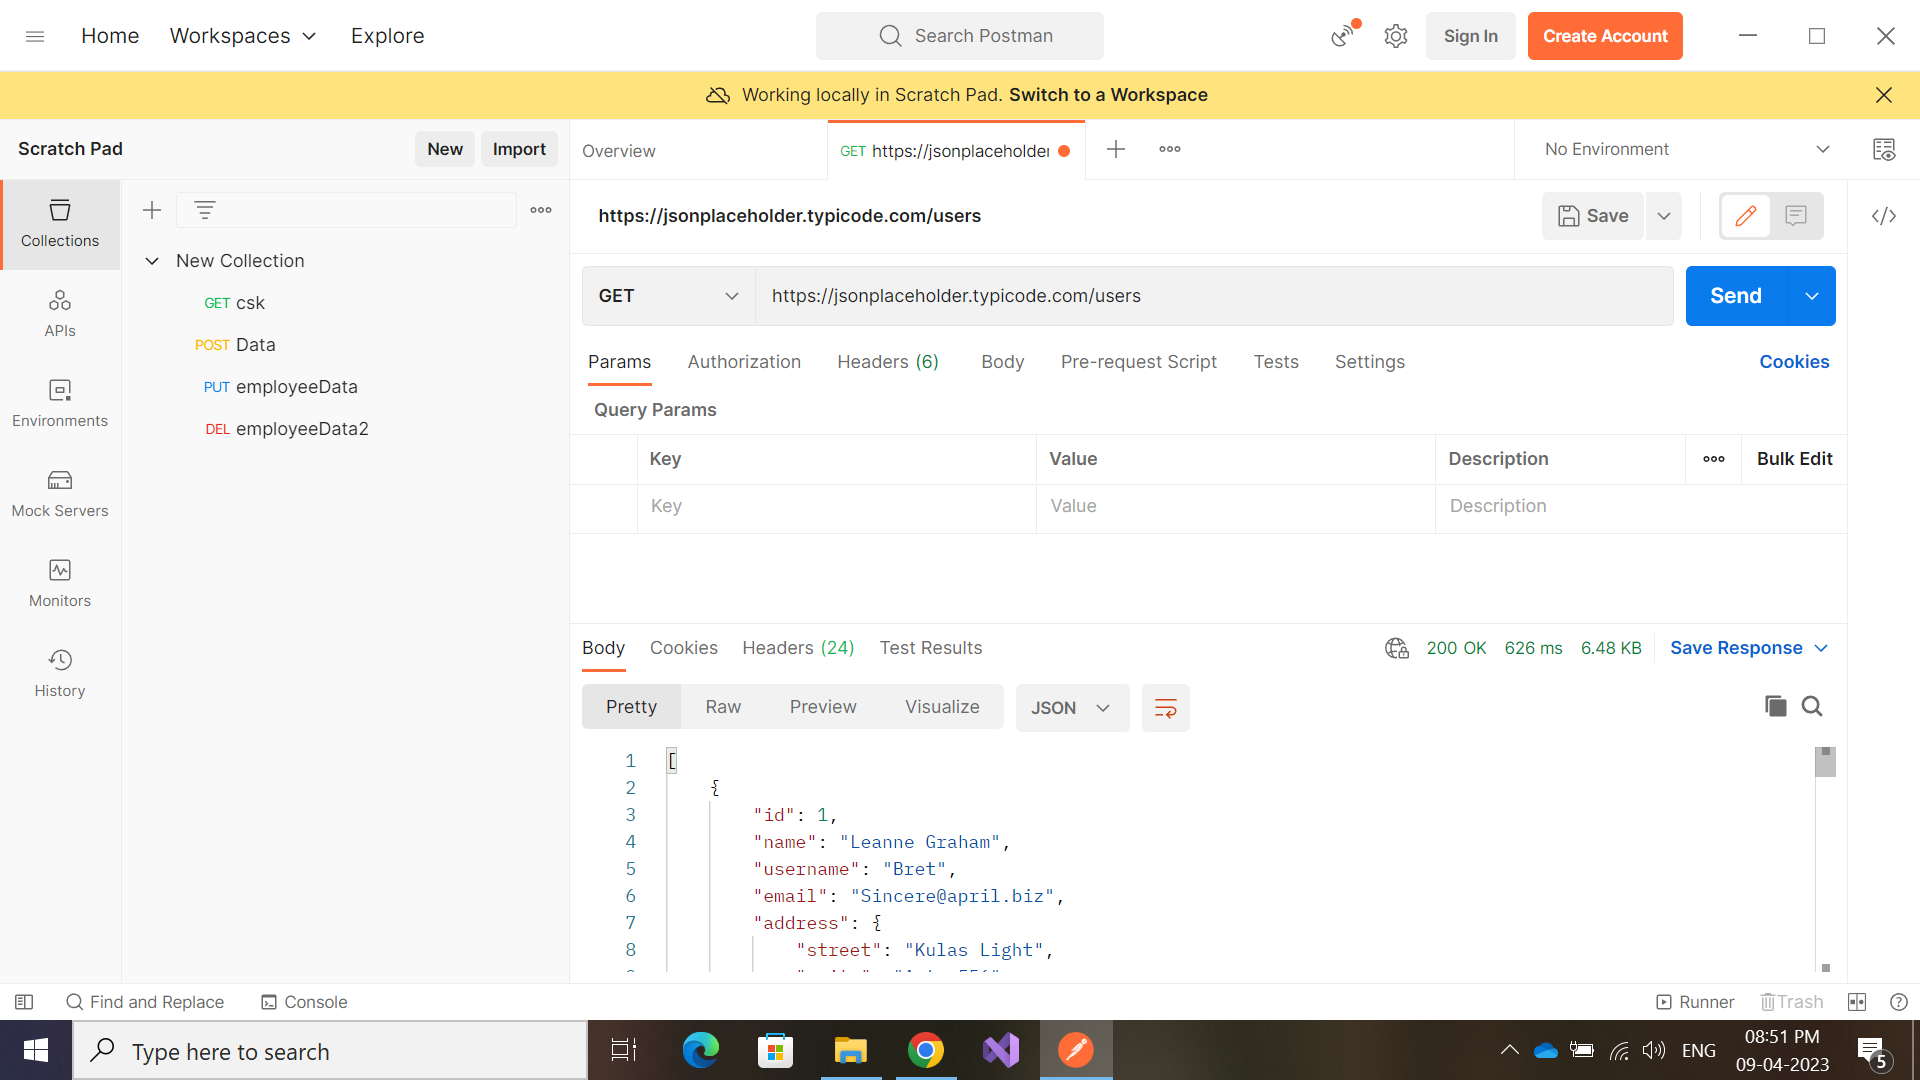 Home Workspaces Explore Search Postman Sign In Create Account
Working locally in Scratch Pad. Switch to a Workspace
Scratch Pad New Import Overview GET https://jsonplaceholder No Environment
Collections
APIs
Environments
Mock Servers
Monitors
History
New Collection
GET csk
POST Data
PUT employeeData
DEL employeeData2
https://jsonplaceholder.typicode.com/users Save
GET https://jsonplaceholder.typicode.com/users Send
Params Authorization Headers (6) Body Pre-request Script Tests Settings Cookies
Query Params
Key Value Description Bulk Edit
Key Value Description
Body Cookies Headers (24) Test Results 200 OK 626 ms 6.48 KB Save Response
Pretty Raw Preview Visualize JSON
1 [
2 {
3 "id": 1,
4 "name": "Leanne Graham",
5 "username": "Bret",
6 "email": "Sincere@april.biz",
7 "address": {
8 "street": "Kulas Light",
Find and Replace Console Runner Trash
Type here to search ENG 08:51 PM
09-04-2023 5